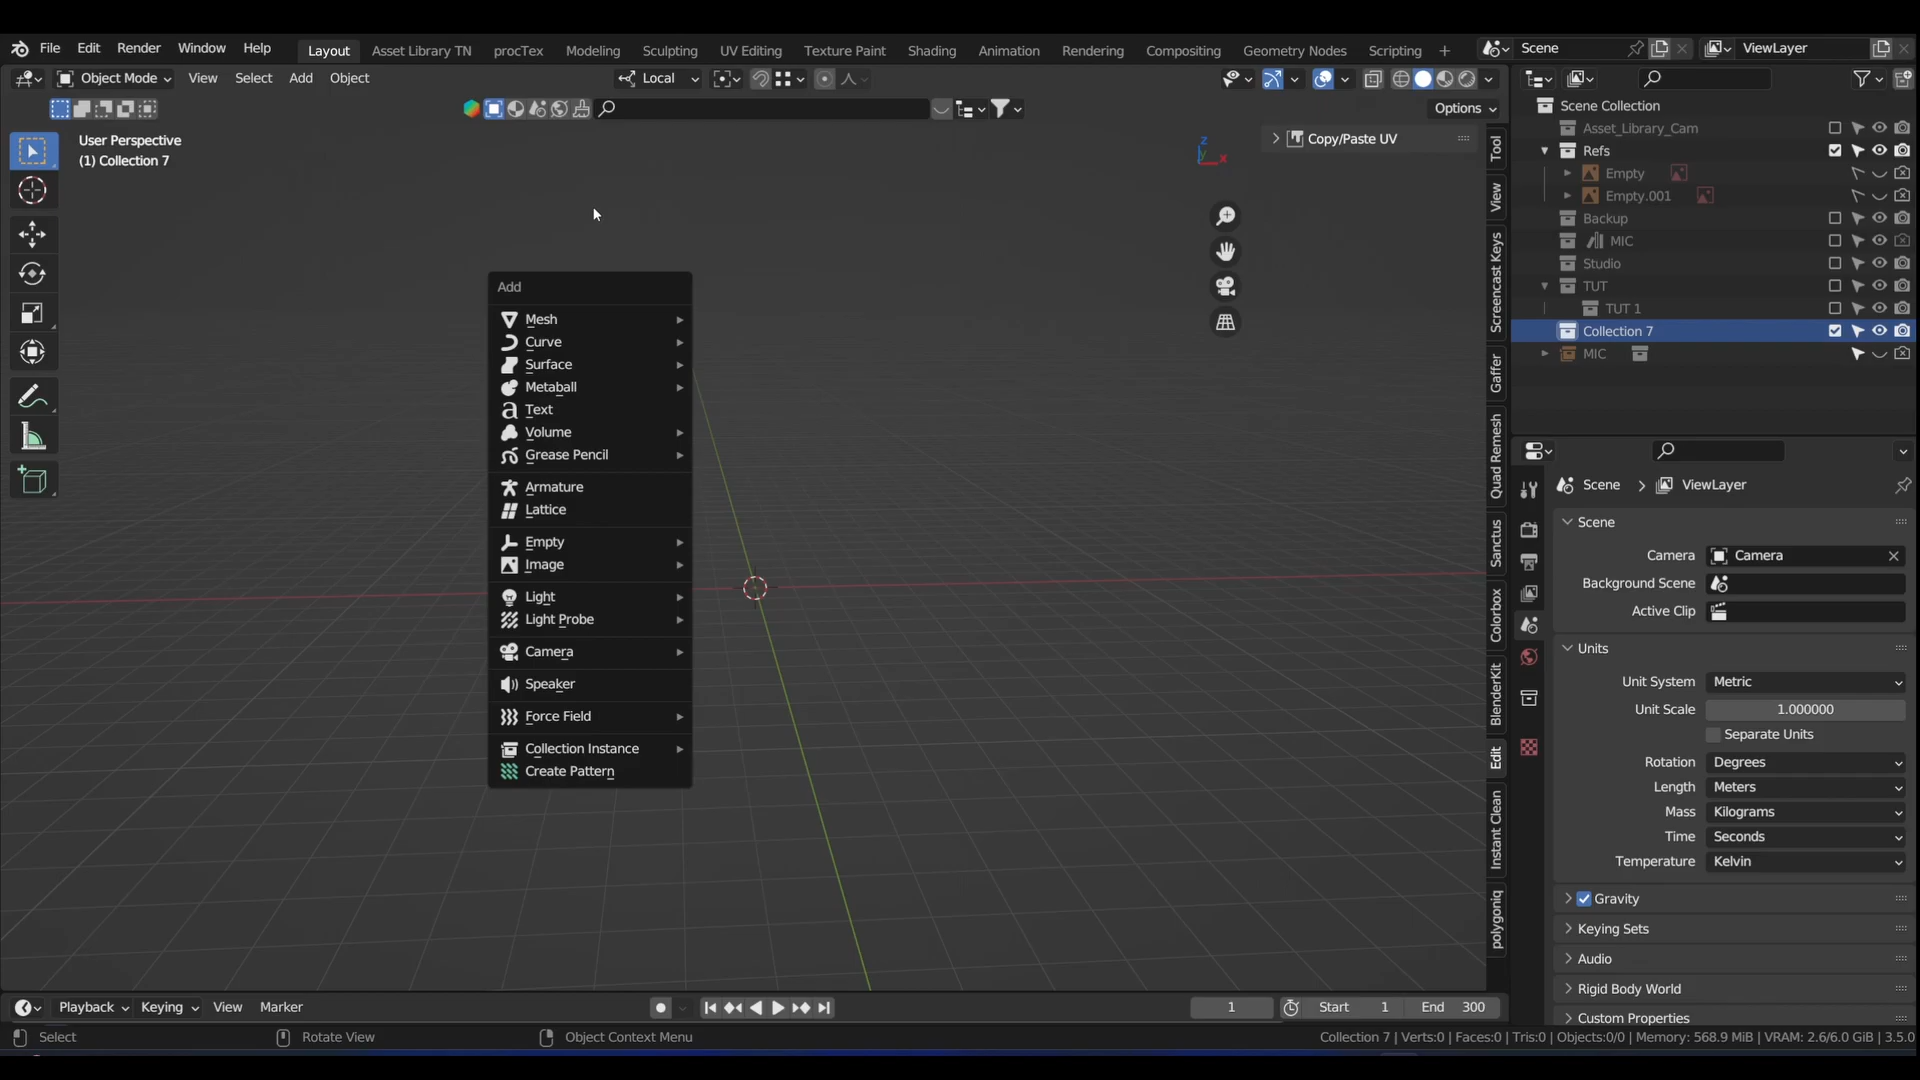 File Edit Render Window Help Layout Asset Library TN procTex Modeling Sculpting UV Editing Texture Paint Shading Animation Rendering Compositing Geometry Nodes Scripting + Scene ViewLayer
Object Mode View Select Add Object Local
Options
User Perspective
(1) Collection 7
Copy/Paste UV
Z
Y
X
Add
Mesh
Curve
Surface
Metaball
Text
Volume
Grease Pencil
Armature
Lattice
Empty
Image
Light
Light Probe
Camera
Speaker
Force Field
Collection Instance
Create Pattern
Tool
View
Screencast Keys
Gaffer
Quad Remesh
Sanctus
Colorbox
BlenderKit
Edit
Instant Clean
polygoniq
Scene Collection
Asset_Library_Cam
Refs
Empty
Empty.001
Backup
MIC
Studio
TUT
TUT 1
Collection 7
MIC
Scene > ViewLayer
Scene
Camera Camera
Background Scene
Active Clip
Units
Unit System Metric
Unit Scale 1.000000
Separate Units
Rotation Degrees
Length Meters
Mass Kilograms
Time Seconds
Temperature Kelvin
Gravity
Keying Sets
Audio
Rigid Body World
Custom Properties
Playback Keying View Marker 1 Start 1 End 300
Select Rotate View Object Context Menu Collection 7 | Verts:0 | Faces:0 | Tris:0 | Objects:0/0 | Memory: 568.9 MiB | VRAM: 2.6/6.0 GiB | 3.5.0